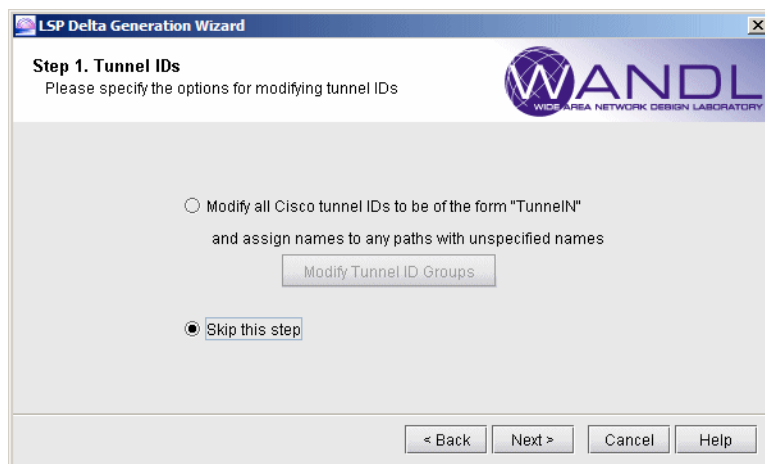 LSP Delta Generation Wizard
Step 1. Tunnel IDs
Please specify the options for modifying tunnel IDs
WANDL
WIDE AREA NETWORK DESIGN LABORATORY
Modify all Cisco tunnel IDs to be of the form "TunnelN"
and assign names to any paths with unspecified names
Modify Tunnel ID Groups
Skip this step
< Back Next > Cancel Help